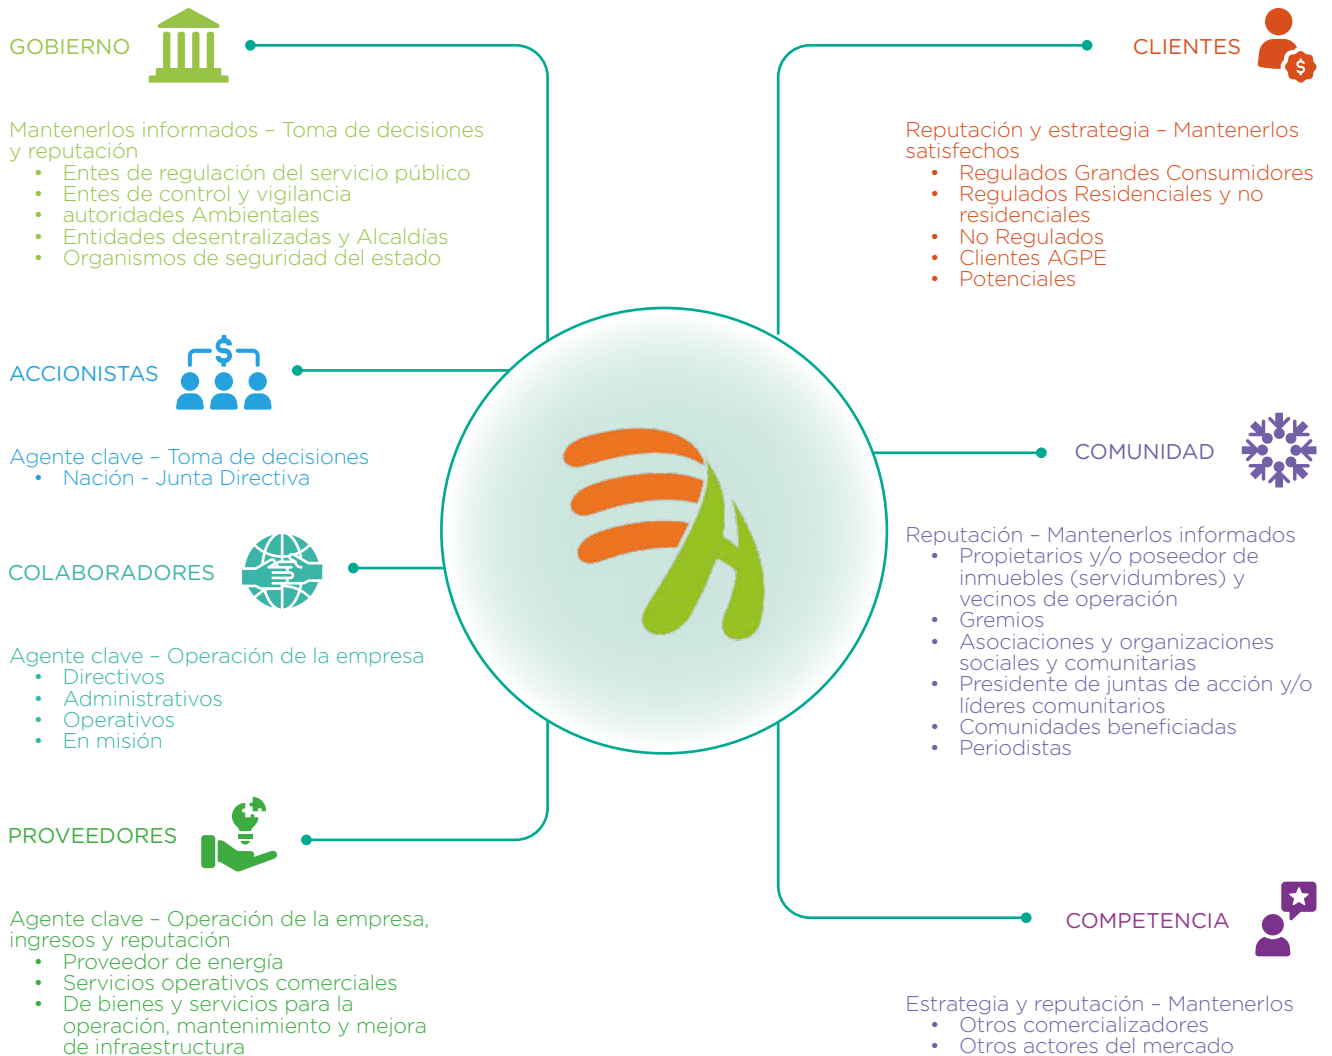 GOBIERNO
Mantenerlos informados – Toma de decisiones
y reputación
• Entes de regulación del servicio público
• Entes de control y vigilancia
• autoridades Ambientales
• Entidades desentralizadas y Alcaldías
• Organismos de seguridad del estado
ACCIONISTAS
$
Agente clave – Toma de decisiones
• Nación - Junta Directiva
COLABORADORES
Agente clave – Operación de la empresa
• Directivos
• Administrativos
• Operativos
• En misión
PROVEEDORES
Agente clave – Operación de la empresa,
ingresos y reputación
• Proveedor de energía
• Servicios operativos comerciales
• De bienes y servicios para la
operación, mantenimiento y mejora
de infraestructura
CLIENTES
$
Reputación y estrategia – Mantenerlos
satisfechos
• Regulados Grandes Consumidores
• Regulados Residenciales y no
residenciales
• No Regulados
• Clientes AGPE
• Potenciales
COMUNIDAD
Reputación – Mantenerlos informados
• Propietarios y/o poseedor de
inmuebles (servidumbres) y
vecinos de operación
• Gremios
• Asociaciones y organizaciones
sociales y comunitarias
• Presidente de juntas de acción y/o
líderes comunitarios
• Comunidades beneficiadas
• Periodistas
COMPETENCIA
Estrategia y reputación – Mantenerlos
• Otros comercializadores
• Otros actores del mercado